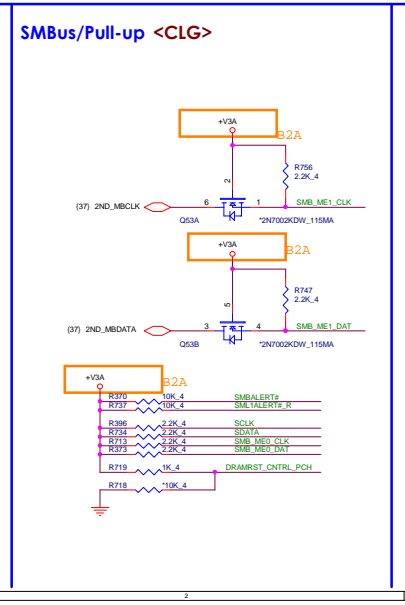 SMBus/Pull-up <CLG>
+V3A
B2A
R756
2.2K_4
2
(37) 2ND_MBCLK
6
1
SMB_ME1_CLK
Q53A
*2N7002KDW_115MA
+V3A
B2A
R747
2.2K_4
5
(37) 2ND_MBDATA
3
4
SMB_ME1_DAT
Q53B
*2N7002KDW_115MA
+V3A
B2A
R370 10K_4 SMBALERT#
R737 10K_4 SML1ALERT#_R
R396 2.2K_4 SCLK
R734 2.2K_4 SDATA
R713 2.2K_4 SMB_ME0_CLK
R373 2.2K_4 SMB_ME0_DAT
R719 1K_4 DRAMRST_CNTRL_PCH
R718 *10K_4
2